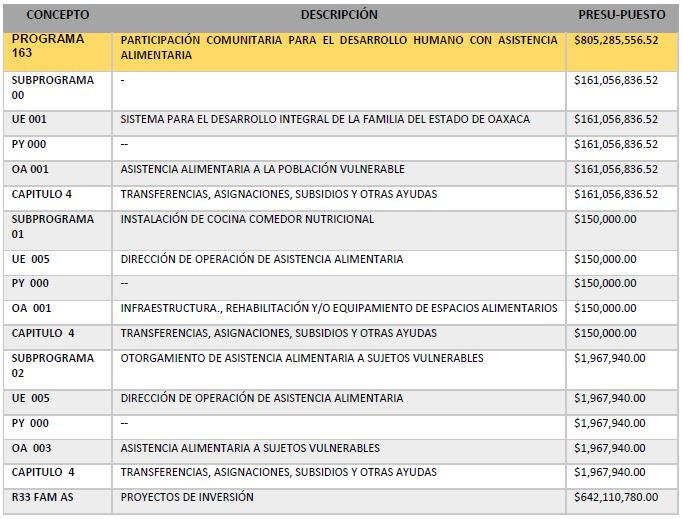 CONCEPTO DESCRIPCIÓN PRESU-PUESTO
PROGRAMA PARTICIPACIÓN COMUNITARIA PARA EL DESARROLLO HUMANO CON ASISTENCIA $805,285,556.52
163 ALIMENTARIA
SUBPROGRAMA - $161,056,836.52
00
UE 001 SISTEMA PARA EL DESARROLLO INTEGRAL DE LA FAMILIA DEL ESTADO DE OAXACA $161,056,836.52
PY 000 -- $161,056,836.52
OA 001 ASISTENCIA ALIMENTARIA A LA POBLACIÓN VULNERABLE $161,056,836.52
CAPITULO 4 TRANSFERENCIAS, ASIGNACIONES, SUBSIDIOS Y OTRAS AYUDAS $161,056,836.52
SUBPROGRAMA INSTALACIÓN DE COCINA COMEDOR NUTRICIONAL $150,000.00
01
UE 005 DIRECCIÓN DE OPERACIÓN DE ASISTENCIA ALIMENTARIA $150,000.00
PY 000 -- $150,000.00
OA 001 INFRAESTRUCTURA., REHABILITACIÓN Y/O EQUIPAMIENTO DE ESPACIOS ALIMENTARIOS $150,000.00
CAPITULO 4 TRANSFERENCIAS, ASIGNACIONES, SUBSIDIOS Y OTRAS AYUDAS $150,000.00
SUBPROGRAMA OTORGAMIENTO DE ASISTENCIA ALIMENTARIA A SUJETOS VULNERABLES $1,967,940.00
02
UE 005 DIRECCIÓN DE OPERACIÓN DE ASISTENCIA ALIMENTARIA $1,967,940.00
PY 000 -- $1,967,940.00
OA 003 ASISTENCIA ALIMENTARIA A SUJETOS VULNERABLES $1,967,940.00
CAPITULO 4 TRANSFERENCIAS, ASIGNACIONES, SUBSIDIOS Y OTRAS AYUDAS $1,967,940.00
R33 FAM AS PROYECTOS DE INVERSIÓN $642,110,780.00